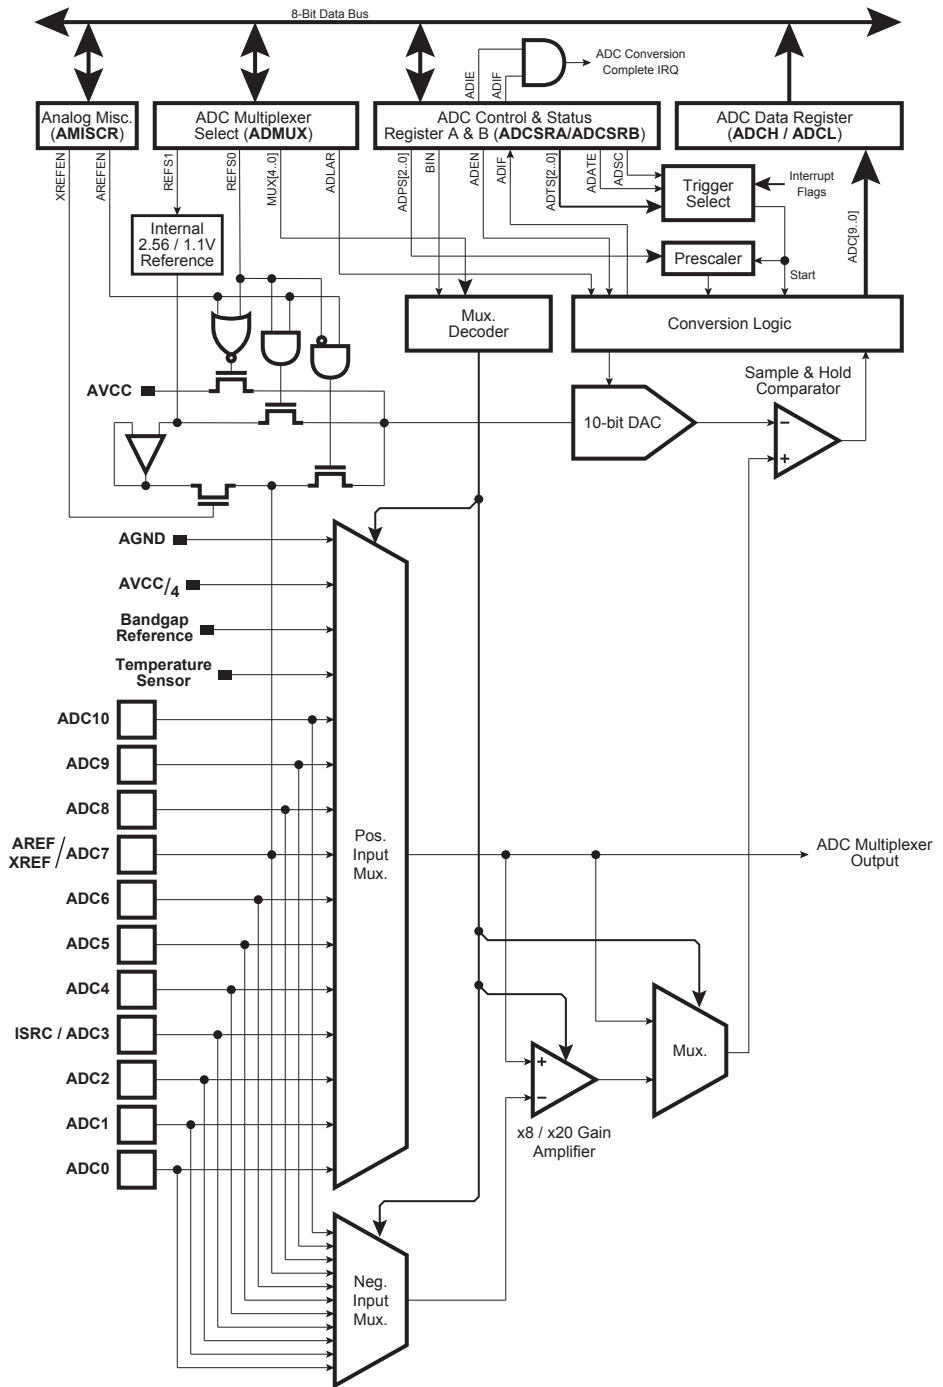 8-Bit Data Bus
ADIE
ADIF
ADC Conversion
Complete IRQ
Analog Misc.
(AMISCR)
ADC Multiplexer
Select (ADMUX)
ADC Control & Status
Register A & B (ADCSRA/ADCSRB)
ADC Data Register
(ADCH / ADCL)
XREFEN
AREFEN
REFS1
REFS0
MUX[4..0]
ADLAR
ADPS[2..0]
BIN
ADEN
ADIF
ADTS[2..0]
ADATE
ADSC
Trigger
Select
Interrupt
Flags
ADC[9..0]
Internal
2.56 / 1.1V
Reference
Prescaler
Start
Mux.
Decoder
Conversion Logic
Sample & Hold
Comparator
AVCC
10-bit DAC
−
+
AGND
AVCC/4
Bandgap
Reference
Temperature
Sensor
ADC10
ADC9
ADC8
AREF
XREF / ADC7
ADC6
ADC5
ADC4
ISRC / ADC3
ADC2
ADC1
ADC0
Pos.
Input
Mux.
ADC Multiplexer
Output
Mux.
+
−
x8 / x20 Gain
Amplifier
Neg.
Input
Mux.